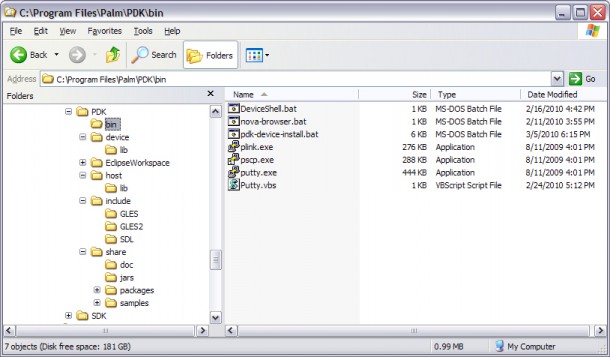 C:\Program Files\Palm\PDK\bin
File Edit View Favorites Tools Help
Back Search Folders
Address C:\Program Files\Palm\PDK\bin Go
Folders
PDK
bin
device
lib
EclipseWorkspace
host
lib
include
GLES
GLES2
SDL
share
doc
jars
packages
samples
SDK
Name Size Type Date Modified
DeviceShell.bat 1 KB MS-DOS Batch File 2/16/2010 4:42 PM
nova-browser.bat 1 KB MS-DOS Batch File 2/11/2010 3:55 PM
pdk-device-install.bat 6 KB MS-DOS Batch File 3/5/2010 6:15 PM
plink.exe 276 KB Application 8/11/2009 4:01 PM
pscp.exe 288 KB Application 8/11/2009 4:01 PM
putty.exe 444 KB Application 8/11/2009 4:01 PM
Putty.vbs 1 KB VBScript Script File 2/24/2010 5:12 PM
7 objects (Disk free space: 181 GB) 0.99 MB My Computer